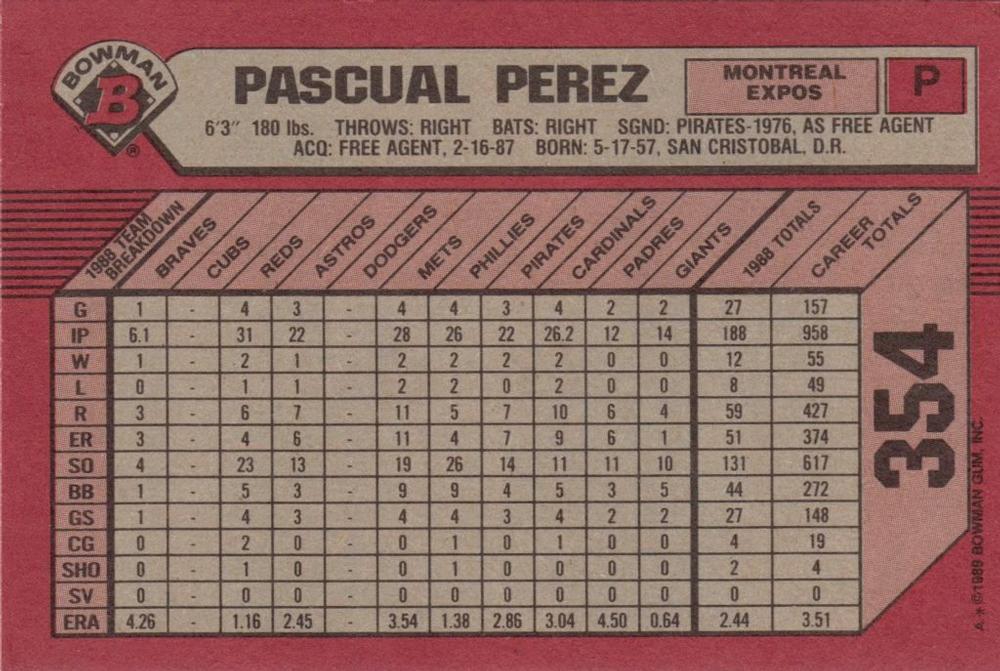 BOWMAN
B
®
PASCUAL PEREZ
MONTREAL
EXPOS
P
6'3" 180 lbs. THROWS: RIGHT BATS: RIGHT SGND: PIRATES-1976, AS FREE AGENT
ACQ: FREE AGENT, 2-16-87 BORN: 5-17-57, SAN CRISTOBAL, D.R.
1988 TEAM BREAKDOWN BRAVES CUBS REDS ASTROS DODGERS METS PHILLIES PIRATES CARDINALS PADRES GIANTS 1988 TOTALS CAREER TOTALS
G 1 - 4 3 - 4 4 3 4 2 2 27 157
IP 6.1 - 31 22 - 28 26 22 26.2 12 14 188 958
W 1 - 2 1 - 2 2 2 2 0 0 12 55
L 0 - 1 1 - 2 2 0 2 0 0 8 49
R 3 - 6 7 - 11 5 7 10 6 4 59 427
ER 3 - 4 6 - 11 4 7 9 6 1 51 374
SO 4 - 23 13 - 19 26 14 11 11 10 131 617
BB 1 - 5 3 - 9 9 4 5 3 5 44 272
GS 1 - 4 3 - 4 4 3 4 2 2 27 148
CG 0 - 2 0 - 0 1 0 1 0 0 4 19
SHO 0 - 1 0 - 0 1 0 0 0 0 2 4
SV 0 - 0 0 - 0 0 0 0 0 0 0 0
ERA 4.26 - 1.16 2.45 - 3.54 1.38 2.86 3.04 4.50 0.64 2.44 3.51
354
A.*©1989 BOWMAN GUM, INC.